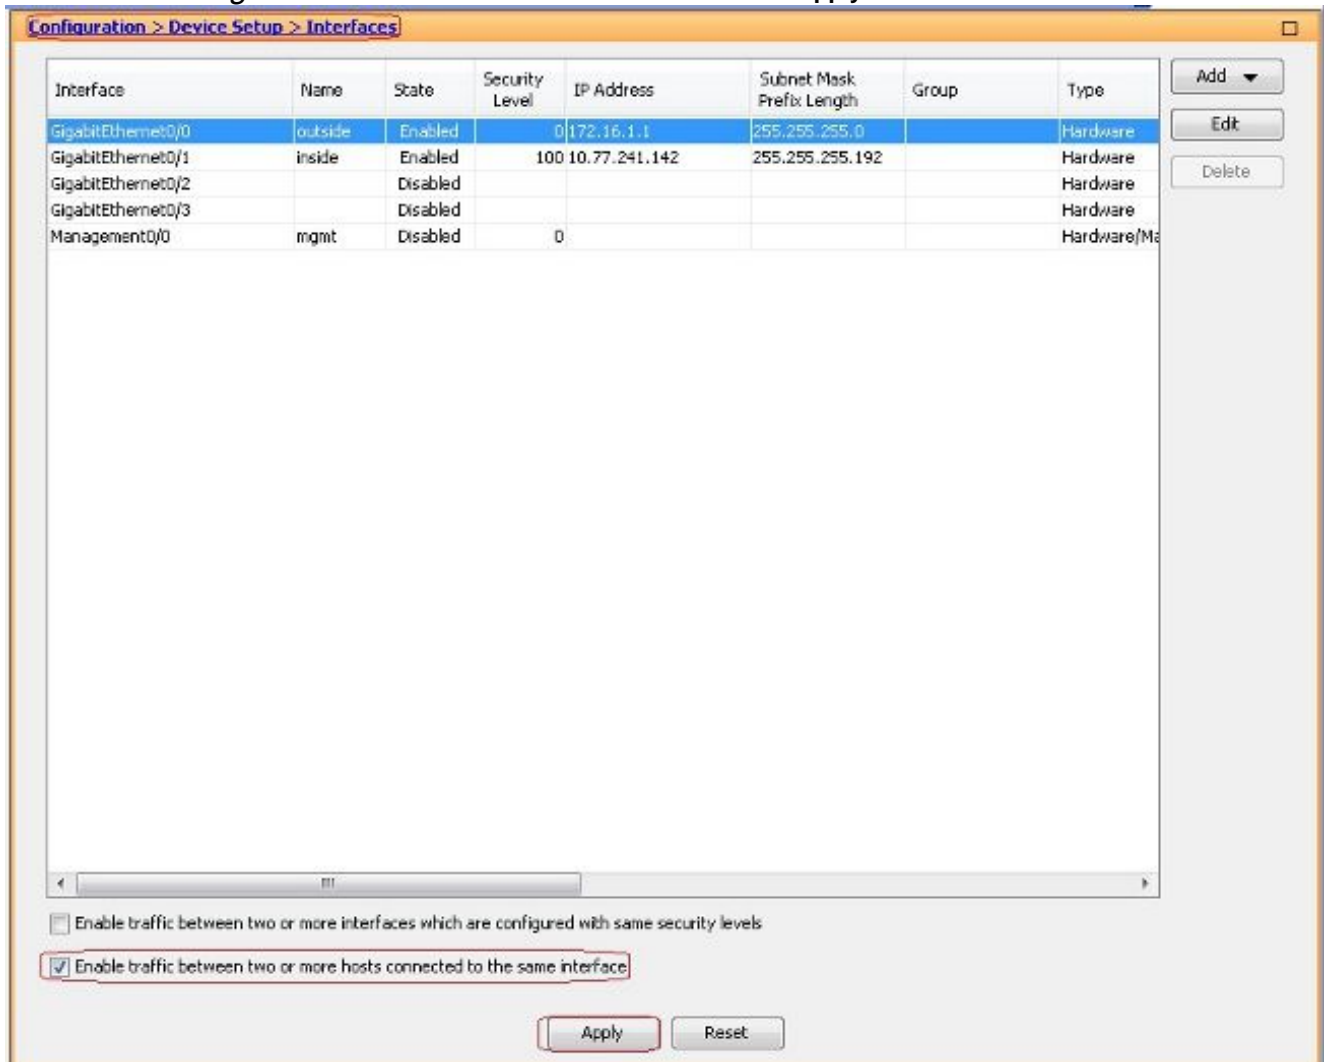 Configuration > Device Setup > Interfaces
Interface Name State Security Level IP Address Subnet Mask Prefix Length Group Type
GigabitEthernet0/0 outside Enabled 0 172.16.1.1 255.255.255.0 Hardware
GigabitEthernet0/1 inside Enabled 100 10.77.241.142 255.255.255.192 Hardware
GigabitEthernet0/2 Disabled Hardware
GigabitEthernet0/3 Disabled Hardware
Management0/0 mgmt Disabled 0 Hardware/Ma
Add
Edit
Delete
Enable traffic between two or more interfaces which are configured with same security levels
Enable traffic between two or more hosts connected to the same interface
Apply Reset